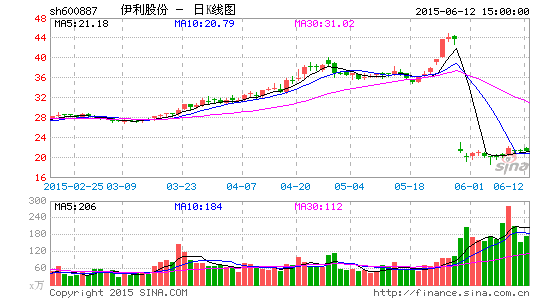 sh600887 伊利股份 - 日K线图 2015-06-12 15:00:00
MA5:21.18 MA10:20.79 MA30:31.02
48
44
40
36
32
28
24
20
16
sina
2015-02-25 03-09 03-23 04-07 04-20 05-04 05-18 06-01 06-12
MA5:206 MA10:184 MA30:112
300
240
180
120
60
x万
Copyright 2015 SINA.COM http://finance.sina.com.cn